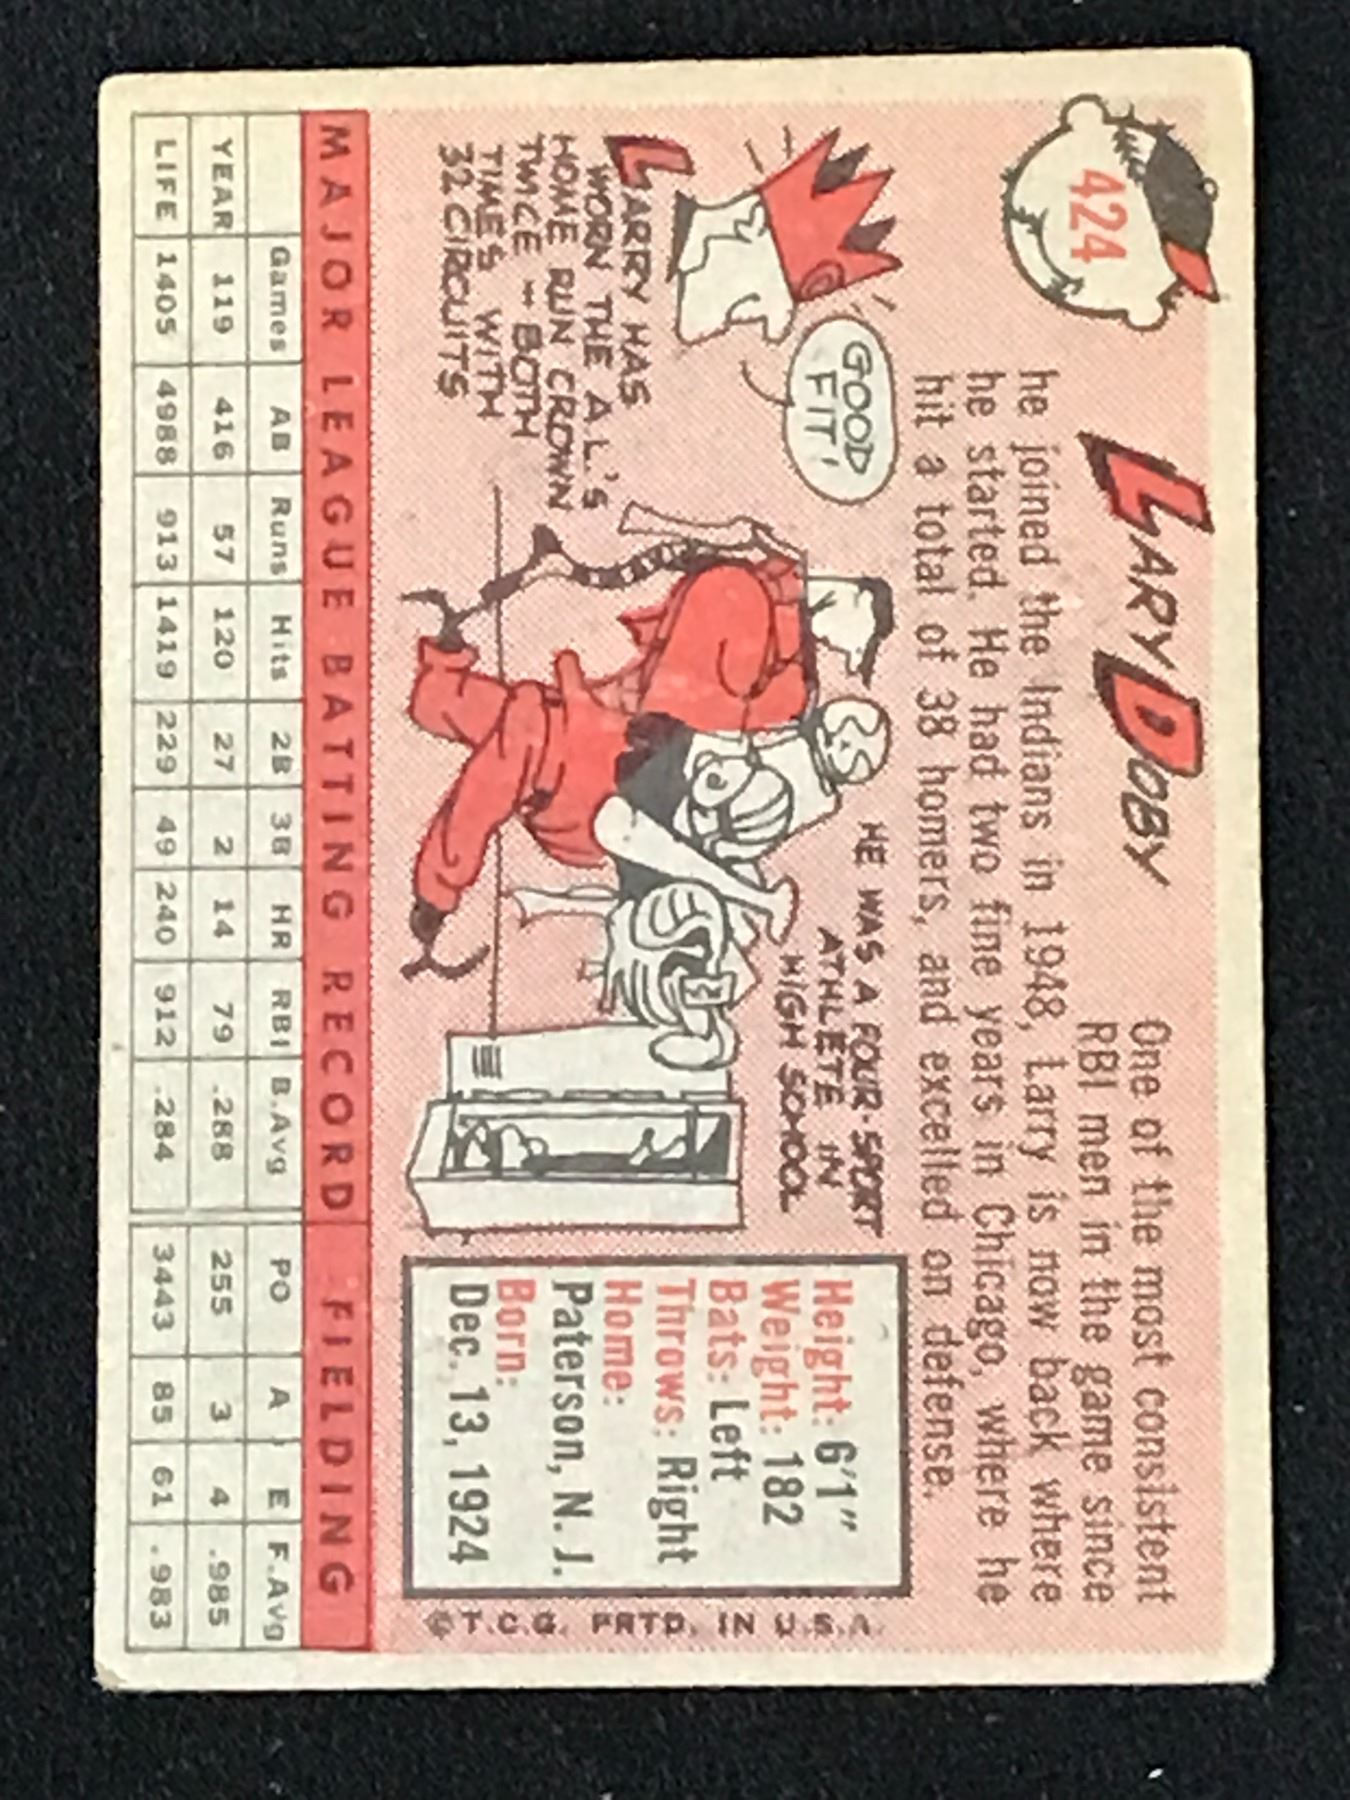 424
LARRY DOBY
One of the most consistent
RBI men in the game since
he joined the Indians in 1948, Larry is now back where
he started. He had two fine years in Chicago, where he
hit a total of 38 homers, and excelled on defense.
GOOD
FIT!
LARRY HAS
WORN THE A.L.'S
HOME RUN CROWN
TWICE -- BOTH
TIMES WITH
32 CIRCUITS
HE WAS A FOUR-SPORT
ATHLETE IN
HIGH SCHOOL
Height: 6'1"
Weight: 182
Bats: Left
Throws: Right
Home:
Paterson, N. J.
Born:
Dec. 13, 1924
© T.C.G. PRTD. IN U.S.A.
MAJOR LEAGUE BATTING RECORD FIELDING
Games AB Runs Hits 2B 3B HR RBI B.Avg PO A E F.Avg
YEAR 119 416 57 120 27 2 14 79 .288 255 3 4 .985
LIFE 1405 4988 913 1419 229 49 240 912 .284 3443 85 61 .983